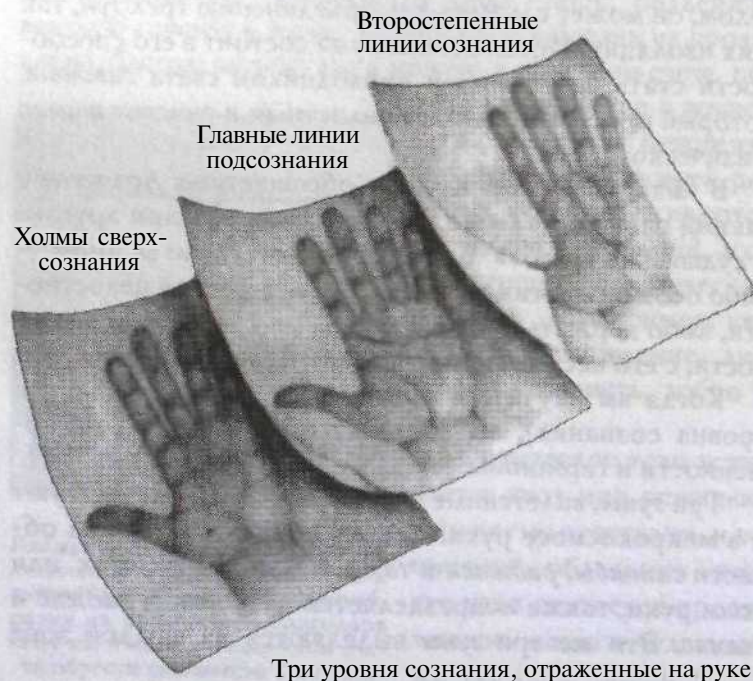 Второстепенные
линии сознания
Главные линии
подсознания
Холмы сверх-
сознания
Три уровня сознания, отраженные на руке